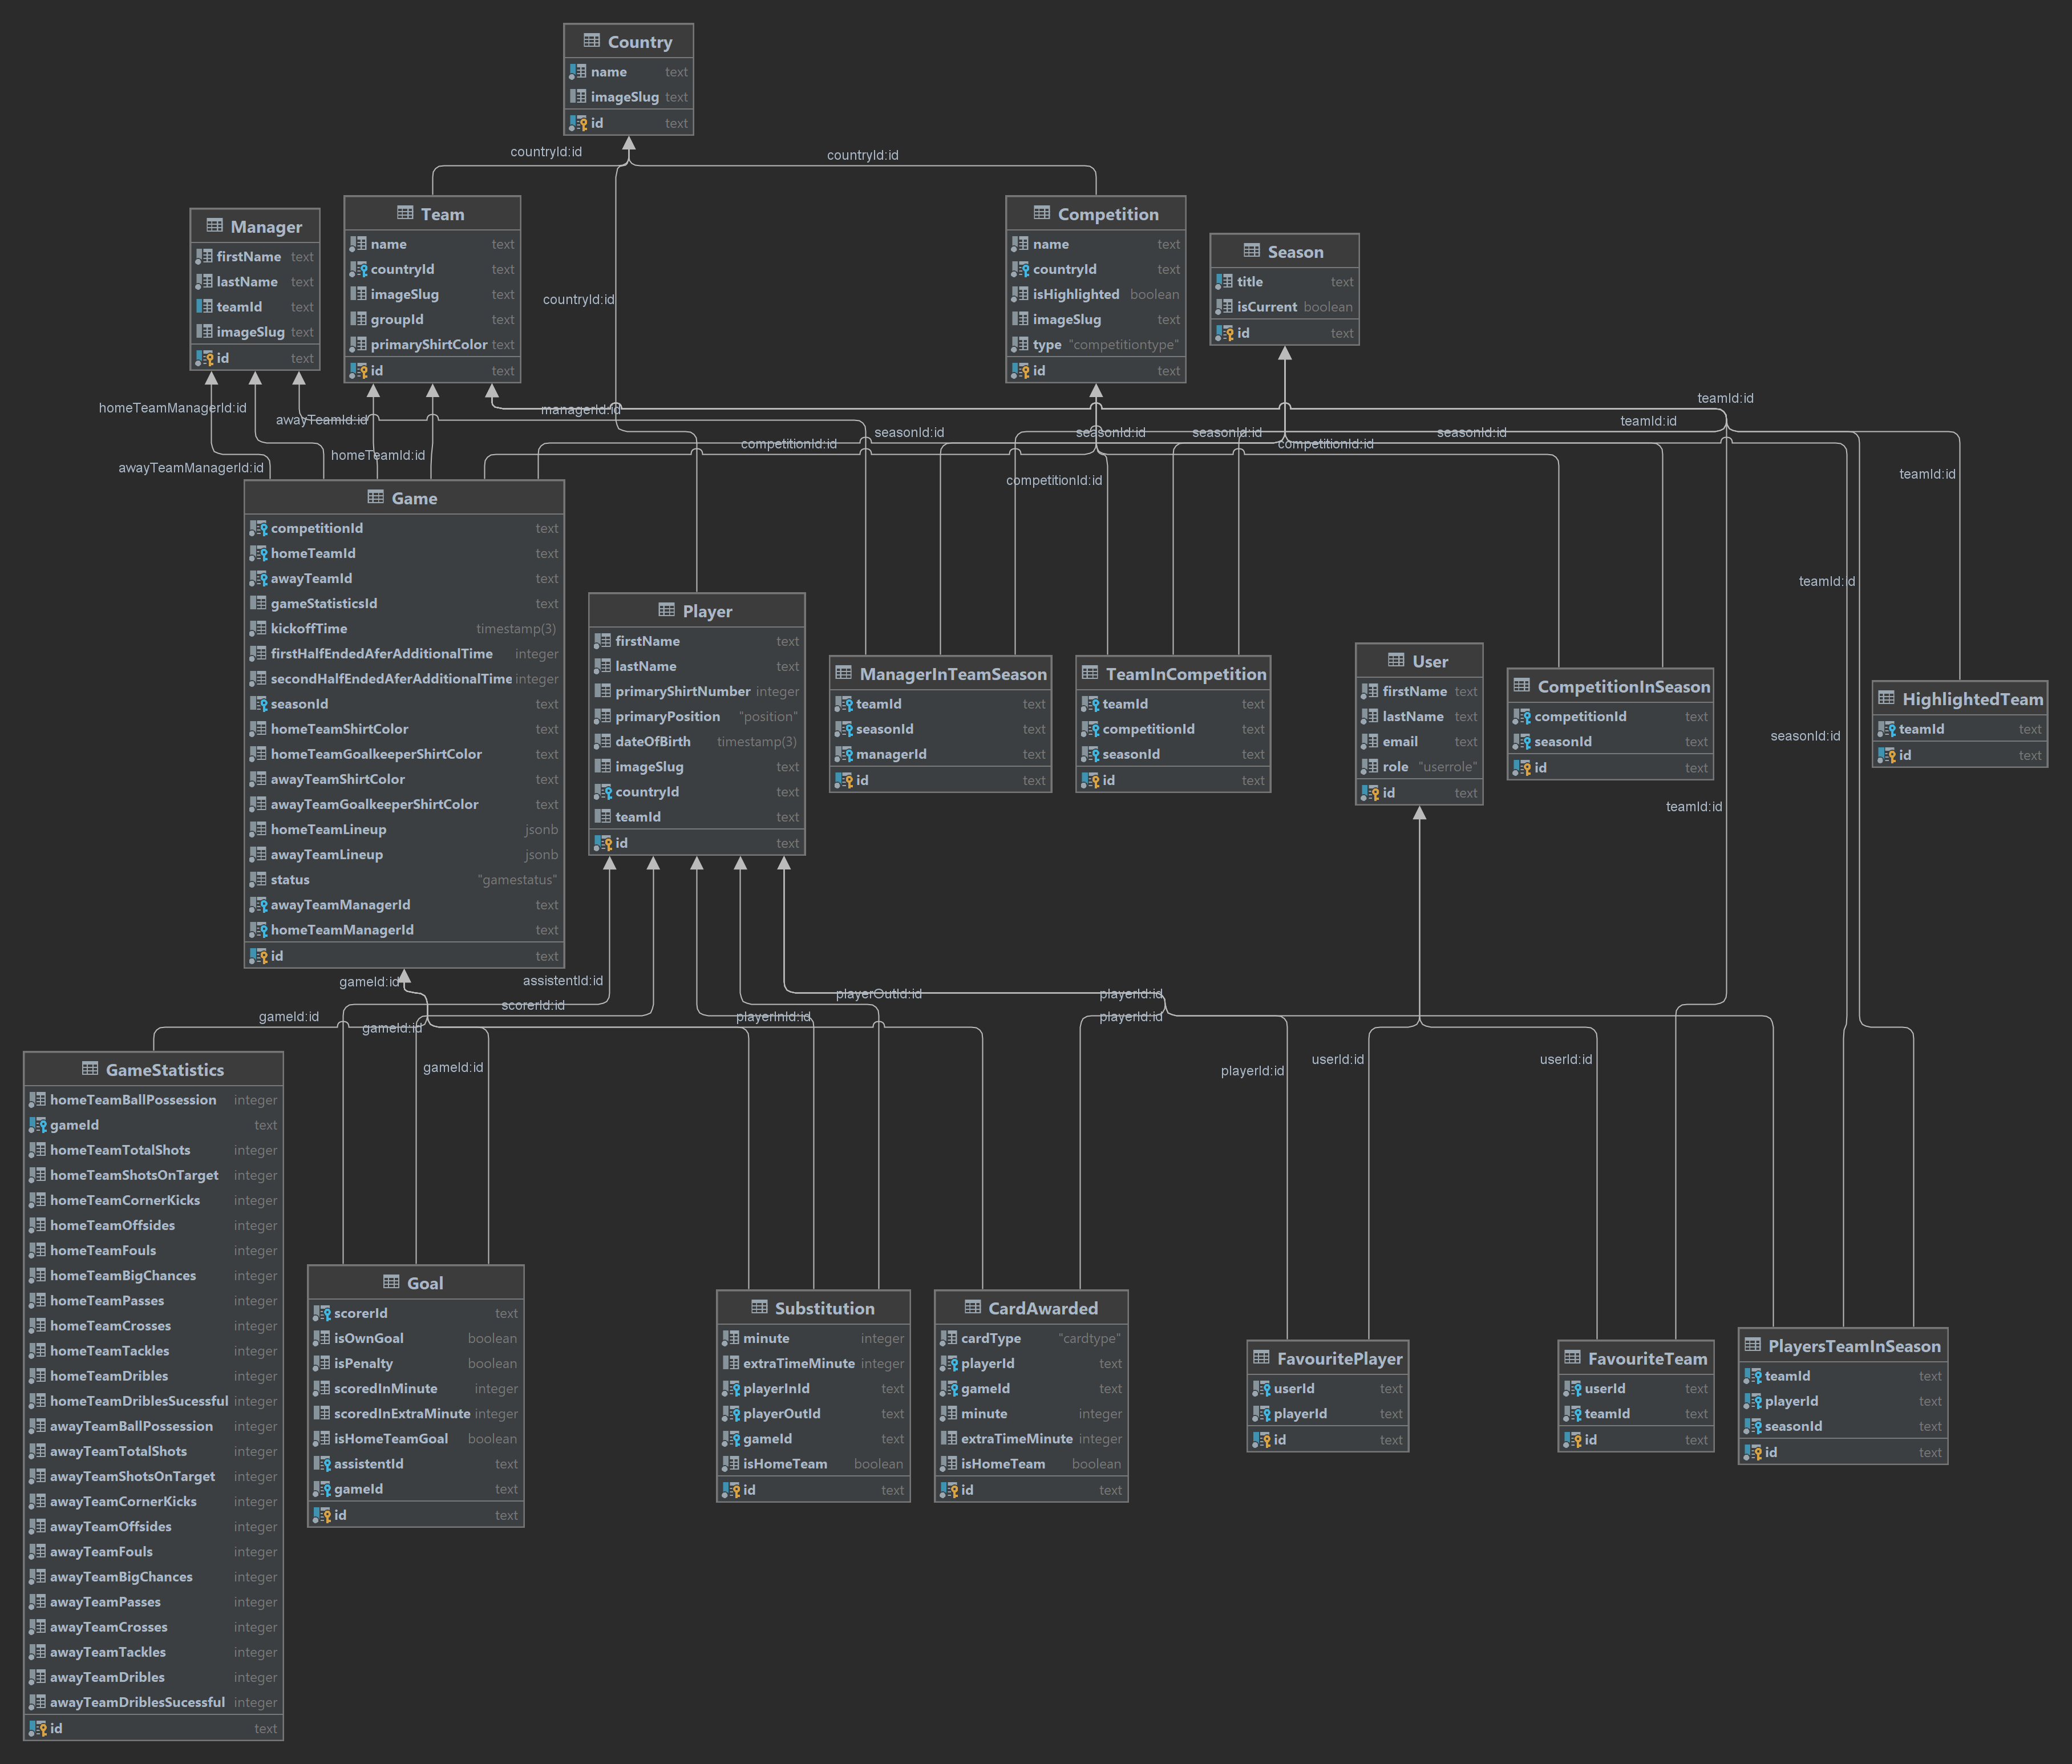 Country
name text
imageSlug text
id text
countryId:id
countryId:id
countryId:id
Manager
firstName text
lastName text
teamId text
imageSlug text
id text
Team
name text
countryId text
imageSlug text
groupId text
primaryShirtColor text
id text
Competition
name text
countryId text
isHighlighted boolean
imageSlug text
type "competitiontype"
id text
Season
title text
isCurrent boolean
id text
homeTeamManagerId:id
awayTeamId:id
managerId:id
teamId:id
seasonId:id
seasonId:id
seasonId:id
seasonId:id
teamId:id
competitionId:id
competitionId:id
homeTeamId:id
awayTeamManagerId:id
competitionId:id
teamId:id
teamId:id
seasonId:id
teamId:id
Game
competitionId text
homeTeamId text
awayTeamId text
gameStatisticsId text
kickoffTime timestamp(3)
firstHalfEndedAferAdditionalTime integer
secondHalfEndedAferAdditionalTime integer
seasonId text
homeTeamShirtColor text
homeTeamGoalkeeperShirtColor text
awayTeamShirtColor text
awayTeamGoalkeeperShirtColor text
homeTeamLineup jsonb
awayTeamLineup jsonb
status "gamestatus"
awayTeamManagerId text
homeTeamManagerId text
id text
Player
firstName text
lastName text
primaryShirtNumber integer
primaryPosition "position"
dateOfBirth timestamp(3)
imageSlug text
countryId text
teamId text
id text
ManagerInTeamSeason
teamId text
seasonId text
managerId text
id text
TeamInCompetition
teamId text
competitionId text
seasonId text
id text
User
firstName text
lastName text
email text
role "userrole"
id text
CompetitionInSeason
competitionId text
seasonId text
id text
HighlightedTeam
teamId text
id text
gameId:id
assistentId:id
scorerId:id
playerOutId:id
playerId:id
gameId:id
gameId:id
playerInId:id
playerId:id
gameId:id
playerId:id
userId:id
userId:id
GameStatistics
homeTeamBallPossession integer
gameId text
homeTeamTotalShots integer
homeTeamShotsOnTarget integer
homeTeamCornerKicks integer
homeTeamOffsides integer
homeTeamFouls integer
homeTeamBigChances integer
homeTeamPasses integer
homeTeamCrosses integer
homeTeamTackles integer
homeTeamDribles integer
homeTeamDriblesSucessful integer
awayTeamBallPossession integer
awayTeamTotalShots integer
awayTeamShotsOnTarget integer
awayTeamCornerKicks integer
awayTeamOffsides integer
awayTeamFouls integer
awayTeamBigChances integer
awayTeamPasses integer
awayTeamCrosses integer
awayTeamTackles integer
awayTeamDribles integer
awayTeamDriblesSucessful integer
id text
Goal
scorerId text
isOwnGoal boolean
isPenalty boolean
scoredInMinute integer
scoredInExtraMinute integer
isHomeTeamGoal boolean
assistentId text
gameId text
id text
Substitution
minute integer
extraTimeMinute integer
playerInId text
playerOutId text
gameId text
isHomeTeam boolean
id text
CardAwarded
cardType "cardtype"
playerId text
gameId text
minute integer
extraTimeMinute integer
isHomeTeam boolean
id text
FavouritePlayer
userId text
playerId text
id text
FavouriteTeam
userId text
teamId text
id text
PlayersTeamInSeason
teamId text
playerId text
seasonId text
id text